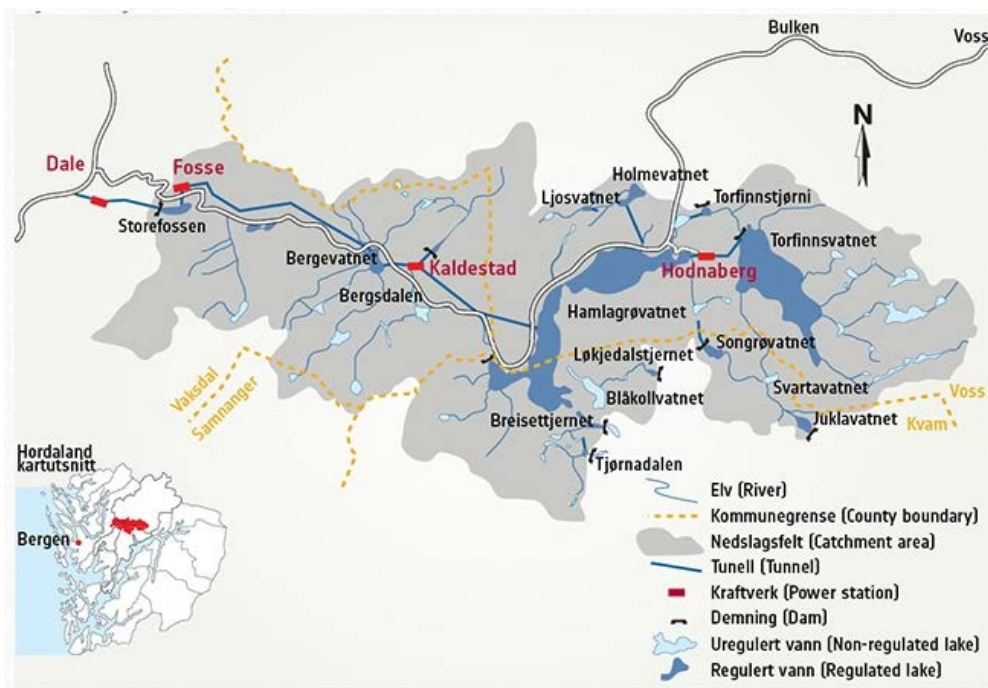 Bulken
Voss
N
Dale
Fosse
Holmevatnet
Ljosvatnet
Torfinnstjørni
Storefossen
Torfinnsvatnet
Bergevatnet
Kaldestad
Hodnaberg
Bergsdalen
Hamlagrøvatnet
Løkjedalstjernet
Songrøvatnet
Vaksdal
Samnanger
Svartavatnet
Blåkollvatnet
Voss
Breisettjernet
Juklavatnet
Kvam
Tjørnadalen
Hordaland
kartutsnitt
Bergen
Elv (River)
Kommunegrense (County boundary)
Nedslagsfelt (Catchment area)
Tunell (Tunnel)
Kraftverk (Power station)
Demning (Dam)
Uregulert vann (Non-regulated lake)
Regulert vann (Regulated lake)